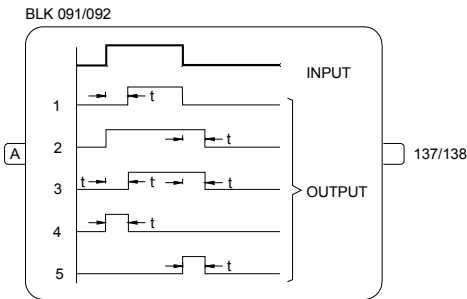 BLK 091/092
INPUT
1 t
2 t
A 137/138
3 t t t OUTPUT
4 t
5 t